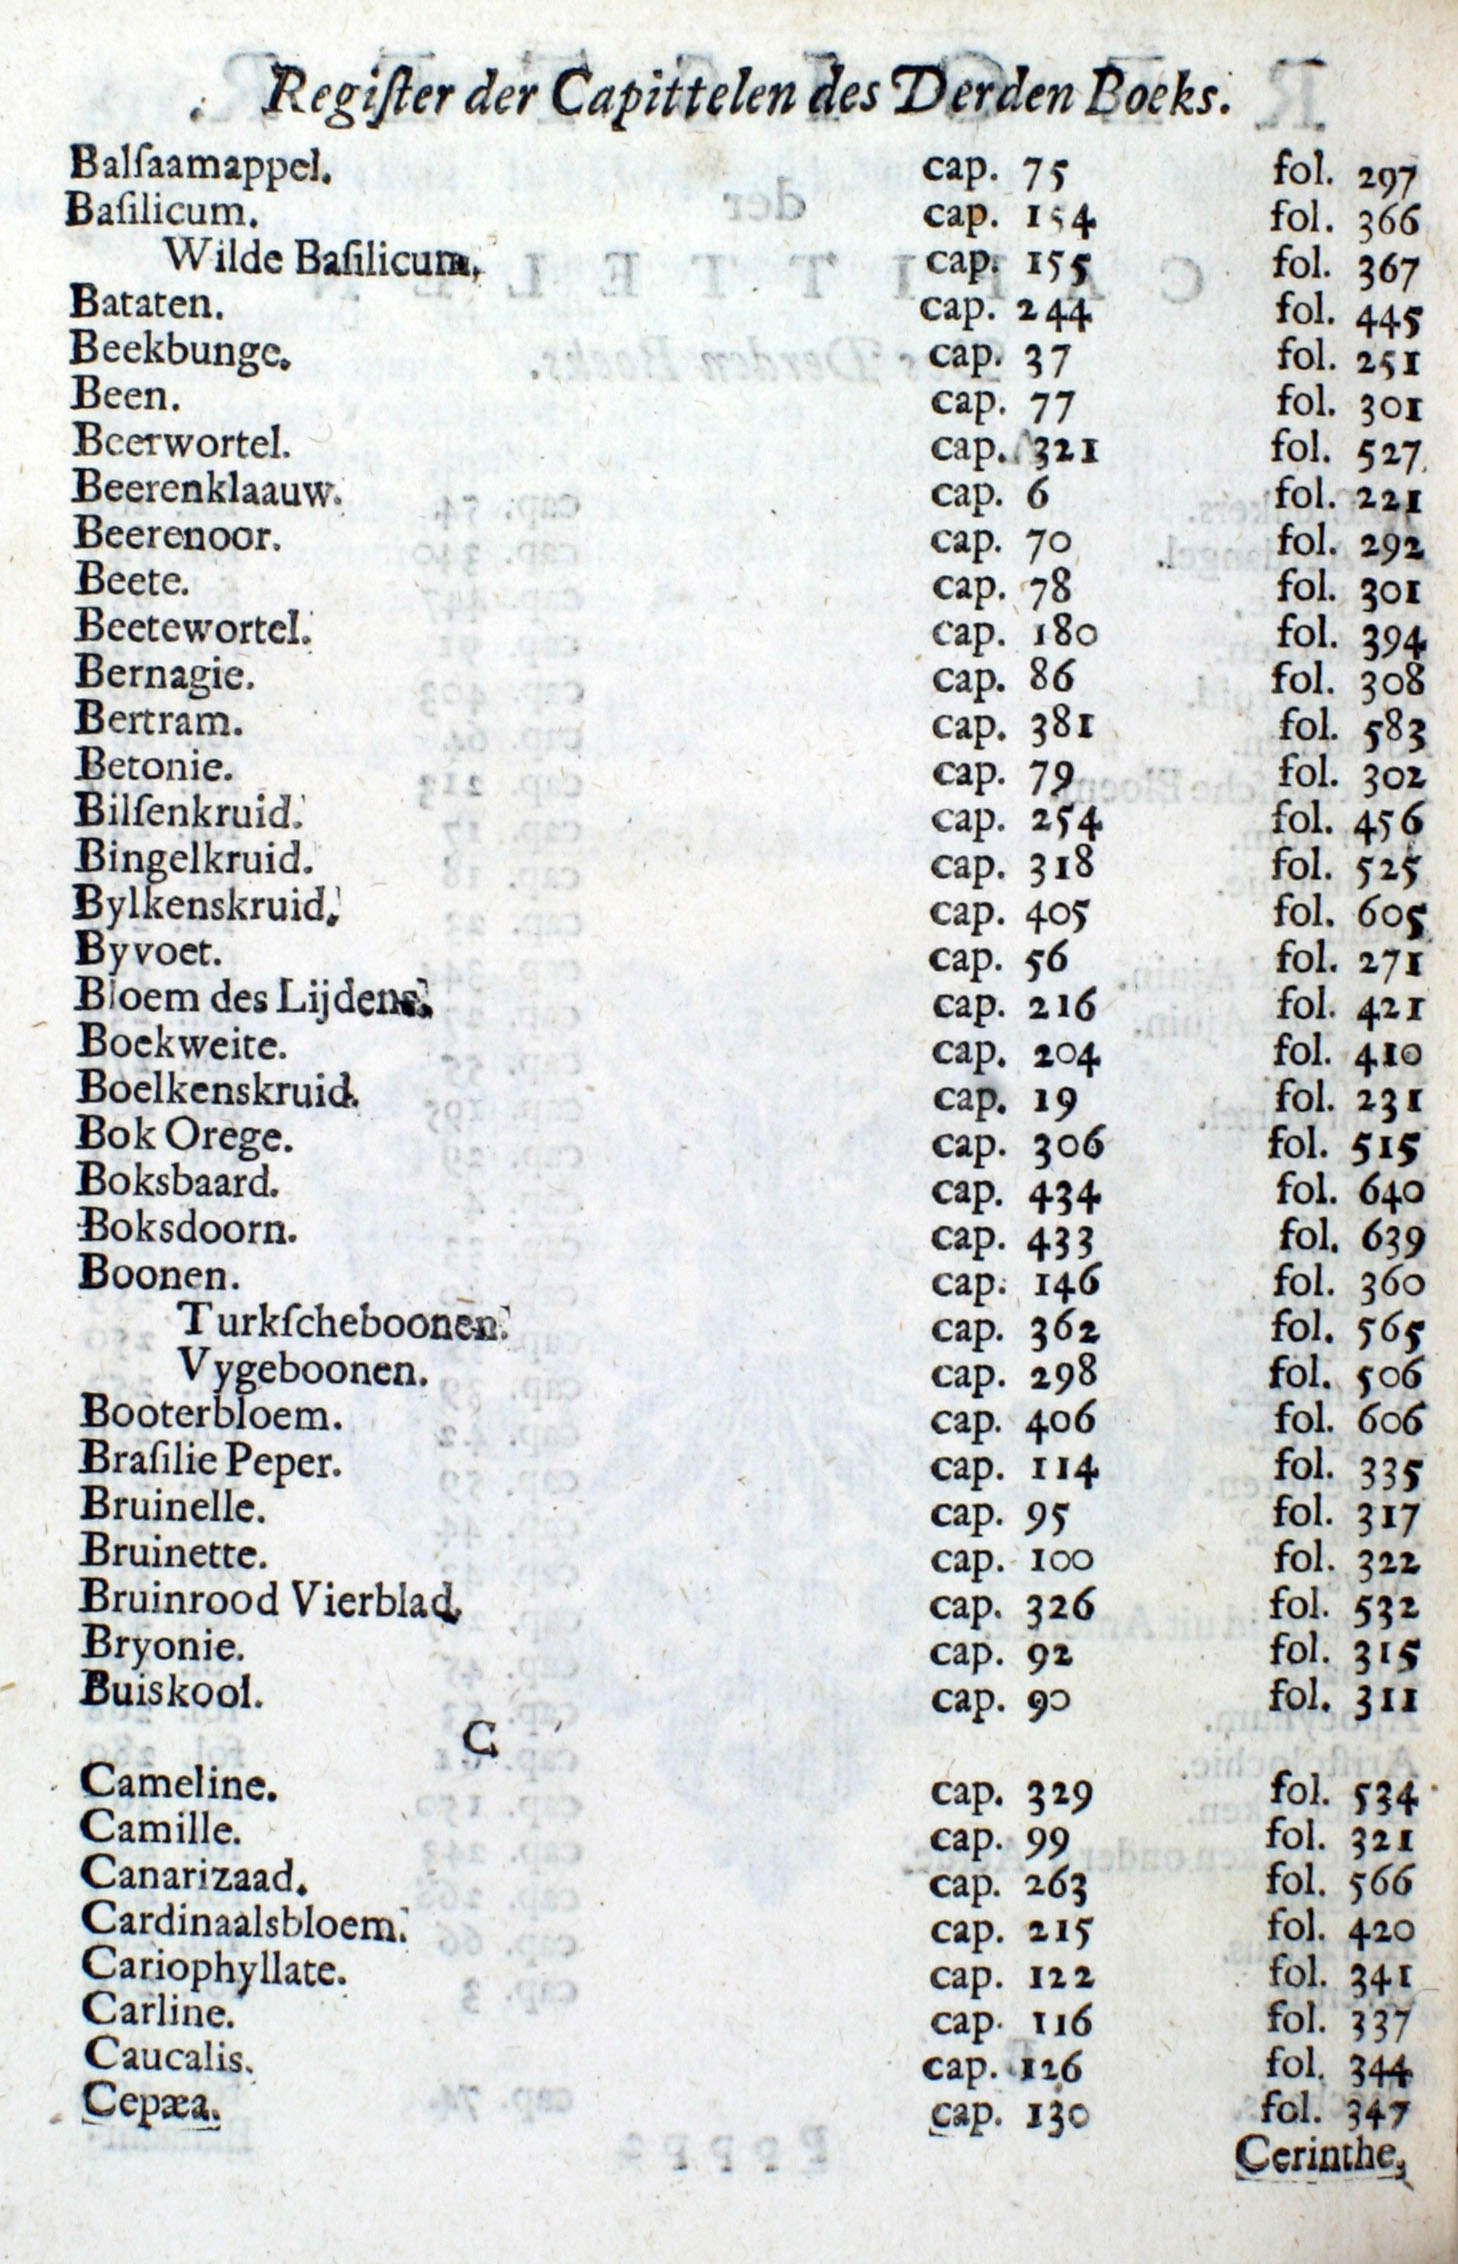 Regiſter der Capittelen des Derden Boeks.
Balſaamappel. cap. 75 fol. 297
Baſilicum. cap. 154 fol. 366
Wilde Baſilicum. cap. 155 fol. 367
Bataten. cap. 244 fol. 445
Beekbunge. cap. 37 fol. 251
Been. cap. 77 fol. 301
Beerwortel. cap. 321 fol. 527
Beerenklaauw. cap. 6 fol. 221
Beerenoor. cap. 70 fol. 292
Beete. cap. 78 fol. 301
Beetewortel. cap. 180 fol. 394
Bernagie. cap. 86 fol. 308
Bertram. cap. 381 fol. 583
Betonie. cap. 79 fol. 302
Bilſenkruid. cap. 254 fol. 456
Bingelkruid. cap. 318 fol. 525
Bylkenskruid. cap. 405 fol. 605
Byvoet. cap. 56 fol. 271
Bloem des Lijdens. cap. 216 fol. 421
Boekweite. cap. 204 fol. 410
Boelkenskruid. cap. 19 fol. 231
Bok Orege. cap. 306 fol. 515
Boksbaard. cap. 434 fol. 640
Boksdoorn. cap. 433 fol. 639
Boonen. cap. 146 fol. 360
Turkſcheboonen. cap. 362 fol. 565
Vygeboonen. cap. 298 fol. 506
Booterbloem. cap. 406 fol. 606
Braſilie Peper. cap. 114 fol. 335
Bruinelle. cap. 95 fol. 317
Bruinette. cap. 100 fol. 322
Bruinrood Vierblad. cap. 326 fol. 532
Bryonie. cap. 92 fol. 315
Buiskool. cap. 90 fol. 311
C
Cameline. cap. 329 fol. 534
Camille. cap. 99 fol. 321
Canarizaad. cap. 263 fol. 566
Cardinaalsbloem. cap. 215 fol. 420
Cariophyllate. cap. 122 fol. 341
Carline. cap. 116 fol. 337
Caucalis. cap. 126 fol. 344
Cepæa. cap. 130 fol. 347
Cerinthe,